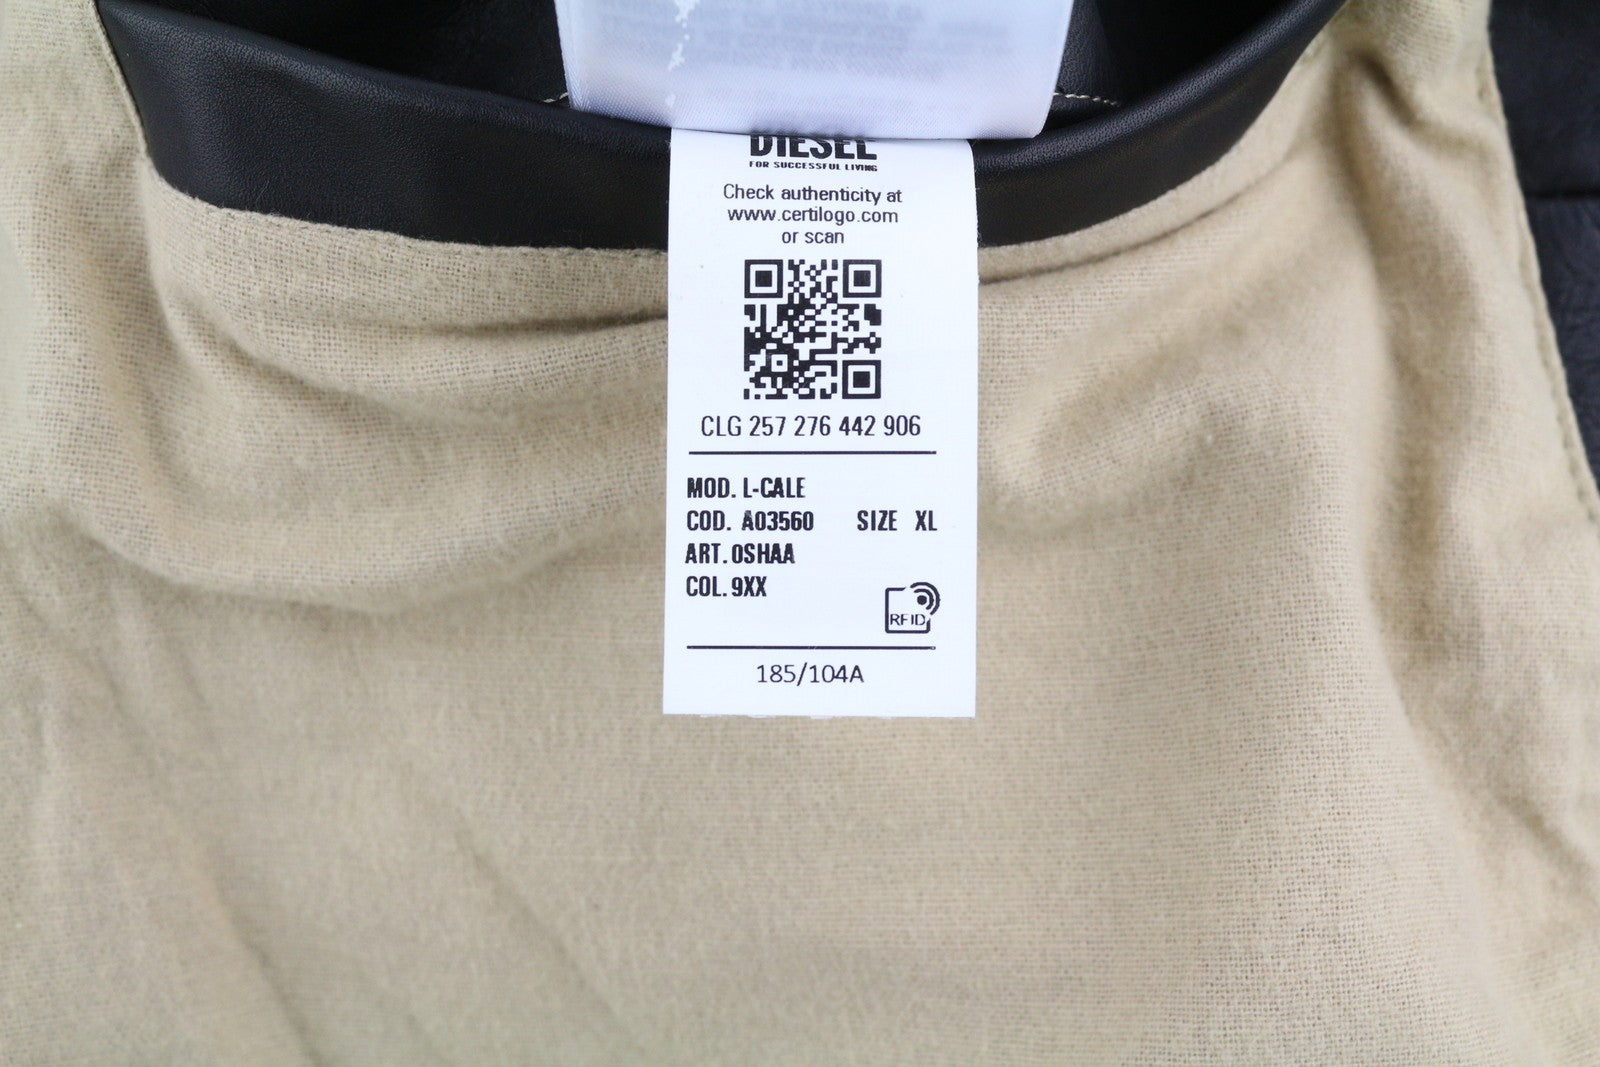 DIESEL
FOR SUCCESSFUL LIVING
Check authenticity at
www.certilogo.com
or scan
CLG 257 276 442 906
MOD. L-CALE
COD. A03560 SIZE XL
ART. 0SHAA
COL. 9XX
RFID
185/104A